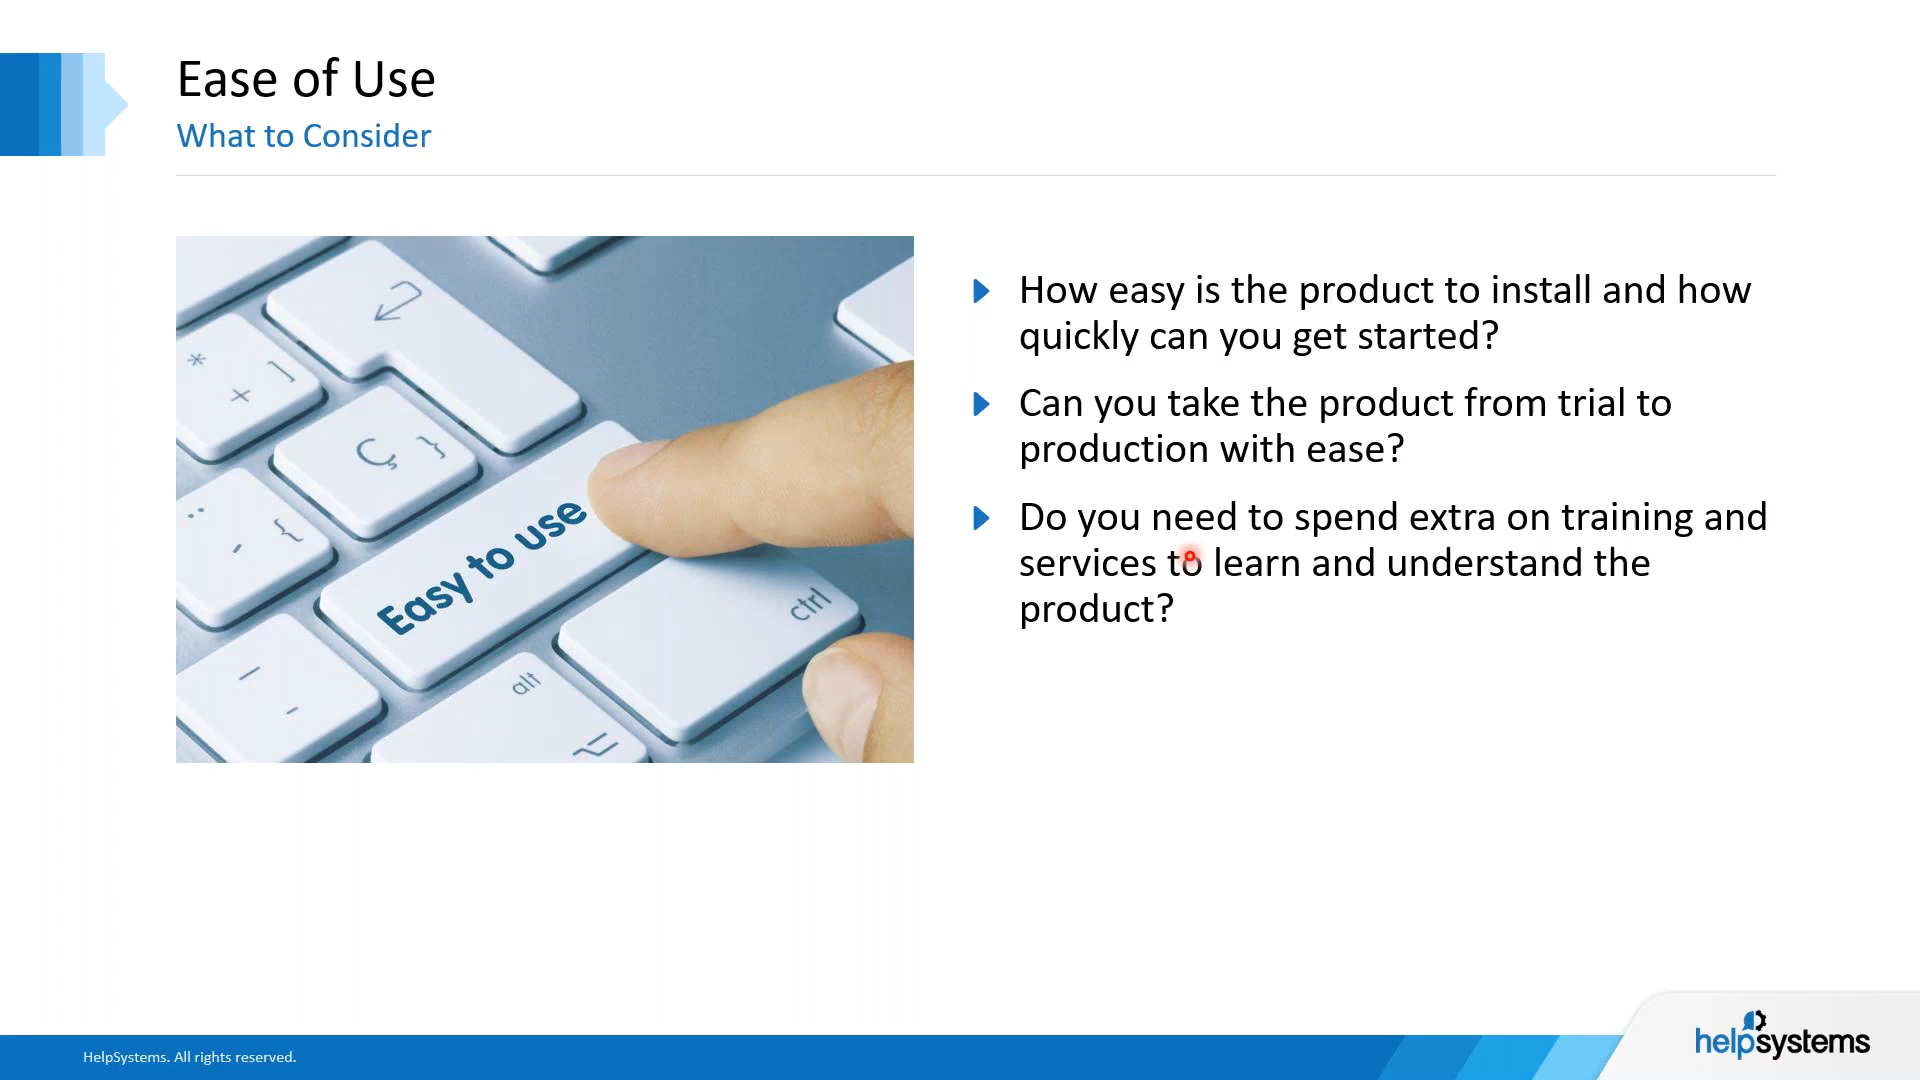 Ease of Use
What to Consider
* + ]
Ç }
¨ {
-
_
-
Easy to use
ctrl
alt
How easy is the product to install and how
quickly can you get started?
Can you take the product from trial to
production with ease?
Do you need to spend extra on training and
services to learn and understand the
product?
HelpSystems. All rights reserved.
helpsystems